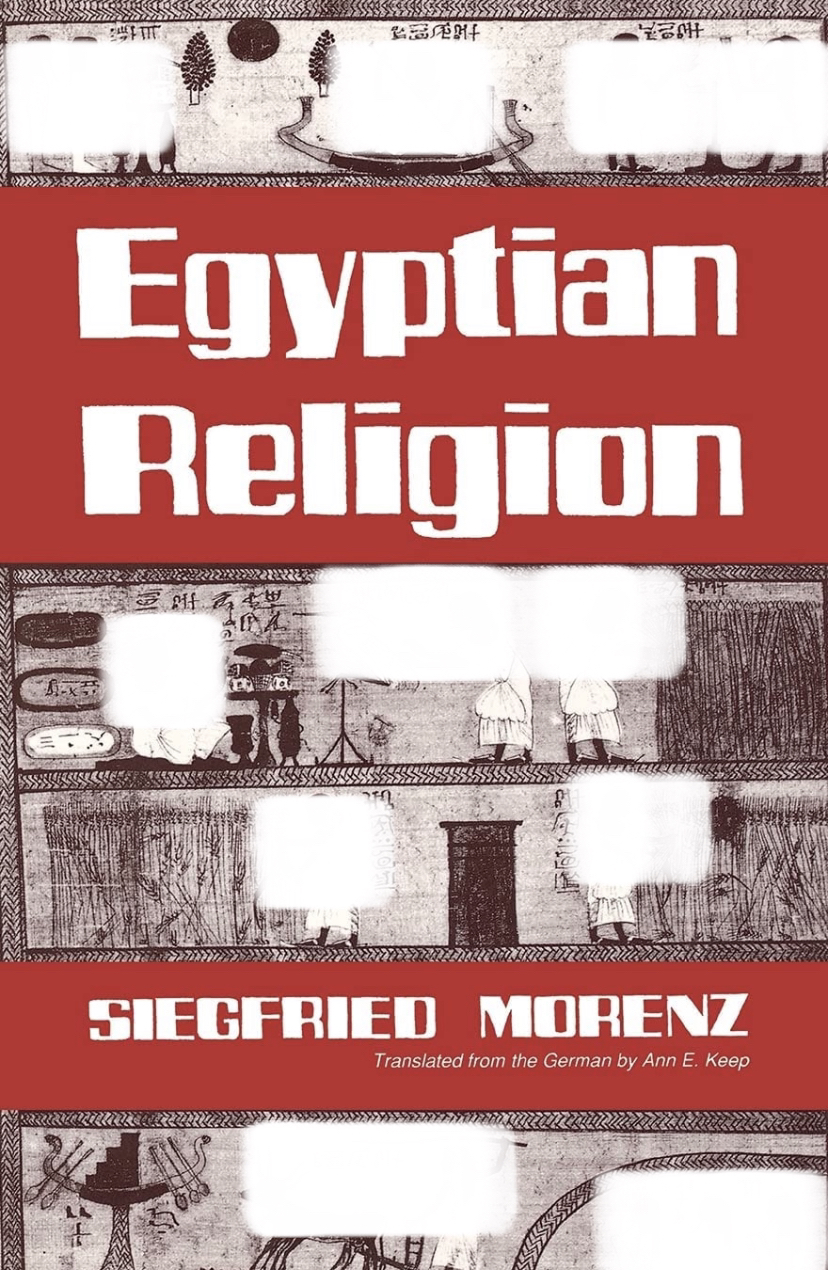 Egyptian
Religion
SIEGFRIED MORENZ
Translated from the German by Ann E. Keep